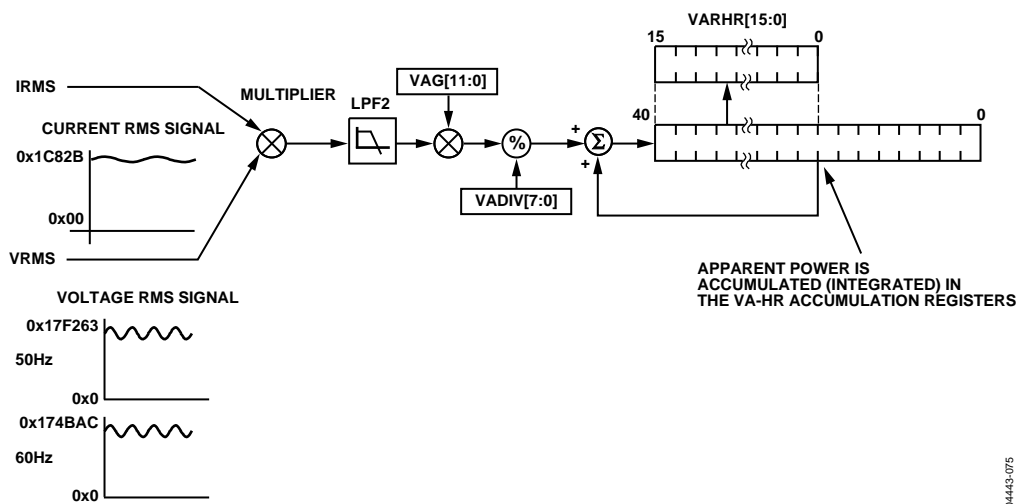 VARHR[15:0]
15
0
IRMS
MULTIPLIER
LPF2
VAG[11:0]
40
0
CURRENT RMS SIGNAL
0x1C82B
+
%
Σ
+
VADIV[7:0]
0x00
VRMS
APPARENT POWER IS
ACCUMULATED (INTEGRATED) IN
THE VA-HR ACCUMULATION REGISTERS
VOLTAGE RMS SIGNAL
0x17F263
50Hz
0x0
0x174BAC
60Hz
0x0
04443-075